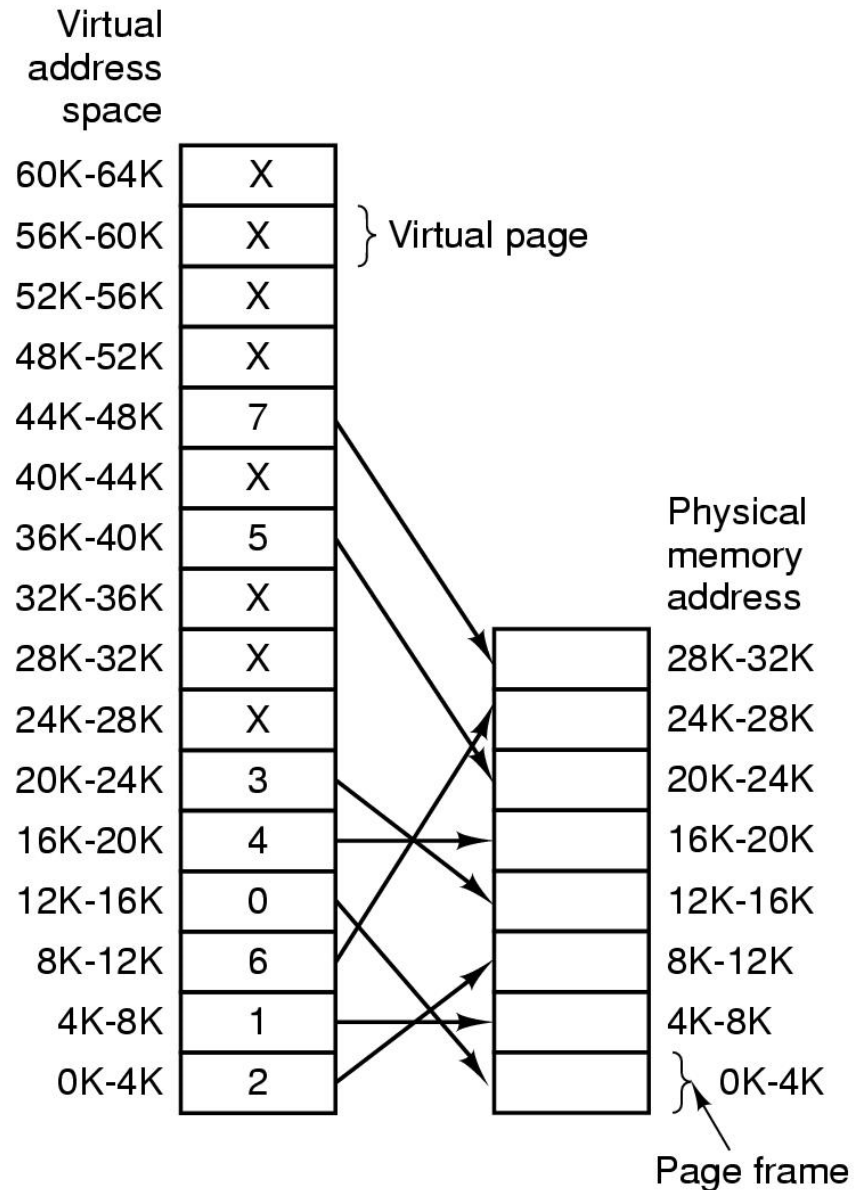 Virtual
address
space
60K-64K X
56K-60K X Virtual page
52K-56K X
48K-52K X
44K-48K 7
40K-44K X
36K-40K 5
32K-36K X
28K-32K X
24K-28K X
20K-24K 3
16K-20K 4
12K-16K 0
8K-12K 6
4K-8K 1
0K-4K 2
Physical
memory
address
28K-32K
24K-28K
20K-24K
16K-20K
12K-16K
8K-12K
4K-8K
0K-4K
Page frame